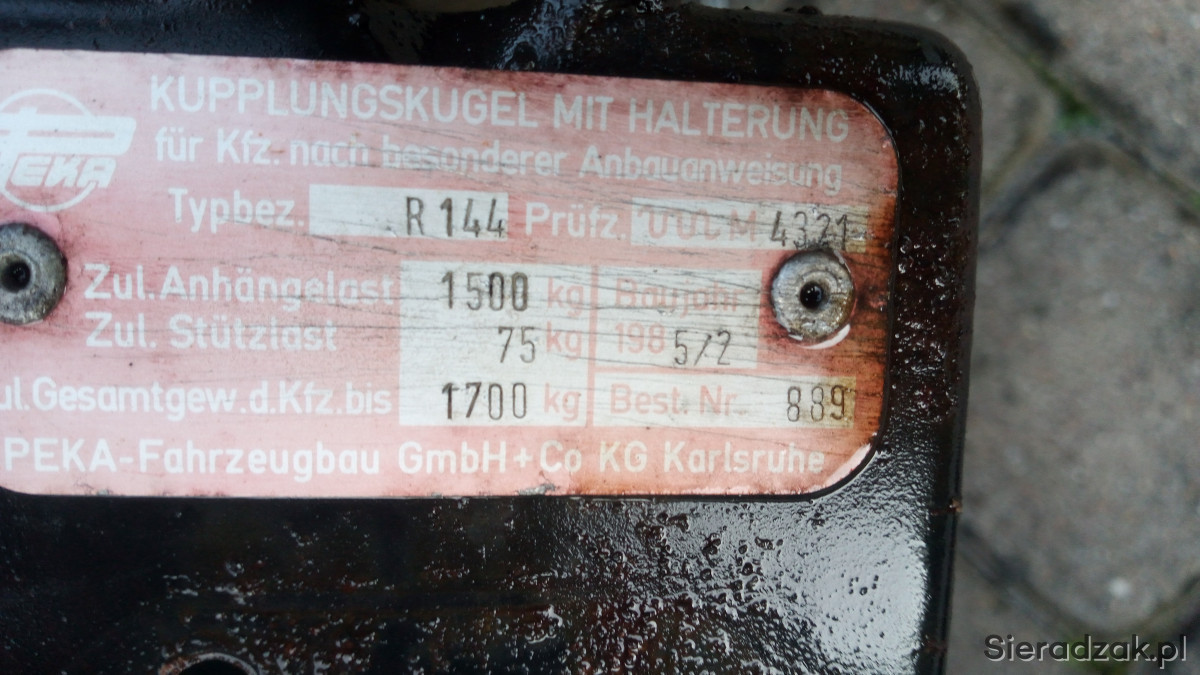 PEKA
KUPPLUNGSKUGEL MIT HALTERUNG
für Kfz. nach besonderer Anbauanweisung
Typbez. R 144 Prüfz. M 4321
Zul. Anhängelast 1500 kg Baujahr
Zul. Stützlast 75 kg 198 5/2
ul. Gesamtgew. d. Kfz. bis 1700 kg Best. Nr. 889
PEKA-Fahrzeugbau GmbH + Co KG Karlsruhe
Sieradzak.pl